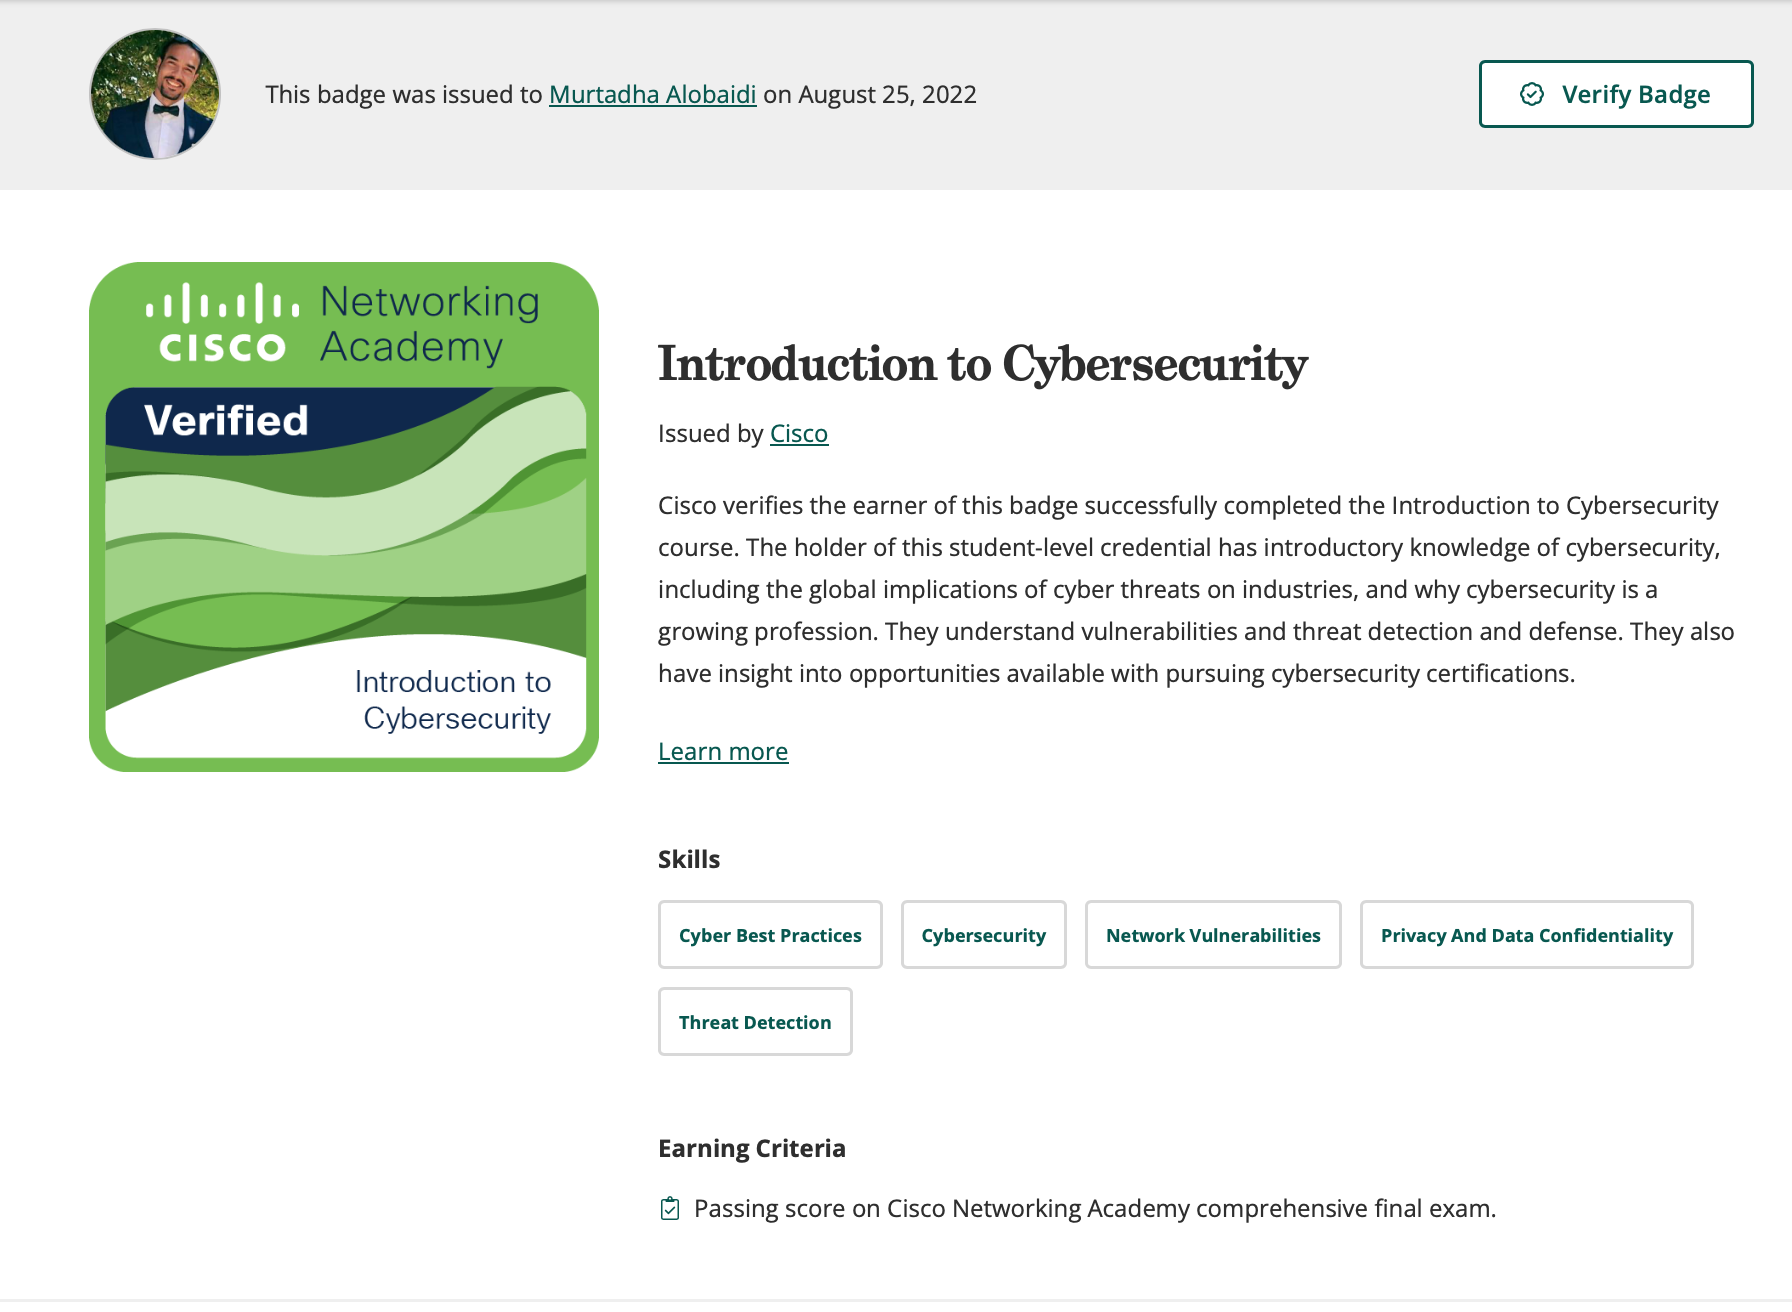 This badge was issued to Murtadha Alobaidi on August 25, 2022
Verify Badge
CISCO
Networking
Academy
Verified
Introduction to
Cybersecurity
Introduction to Cybersecurity
Issued by Cisco
Cisco verifies the earner of this badge successfully completed the Introduction to Cybersecurity
course. The holder of this student-level credential has introductory knowledge of cybersecurity,
including the global implications of cyber threats on industries, and why cybersecurity is a
growing profession. They understand vulnerabilities and threat detection and defense. They also
have insight into opportunities available with pursuing cybersecurity certifications.
Learn more
Skills
Cyber Best Practices
Cybersecurity
Network Vulnerabilities
Privacy And Data Confidentiality
Threat Detection
Earning Criteria
Passing score on Cisco Networking Academy comprehensive final exam.